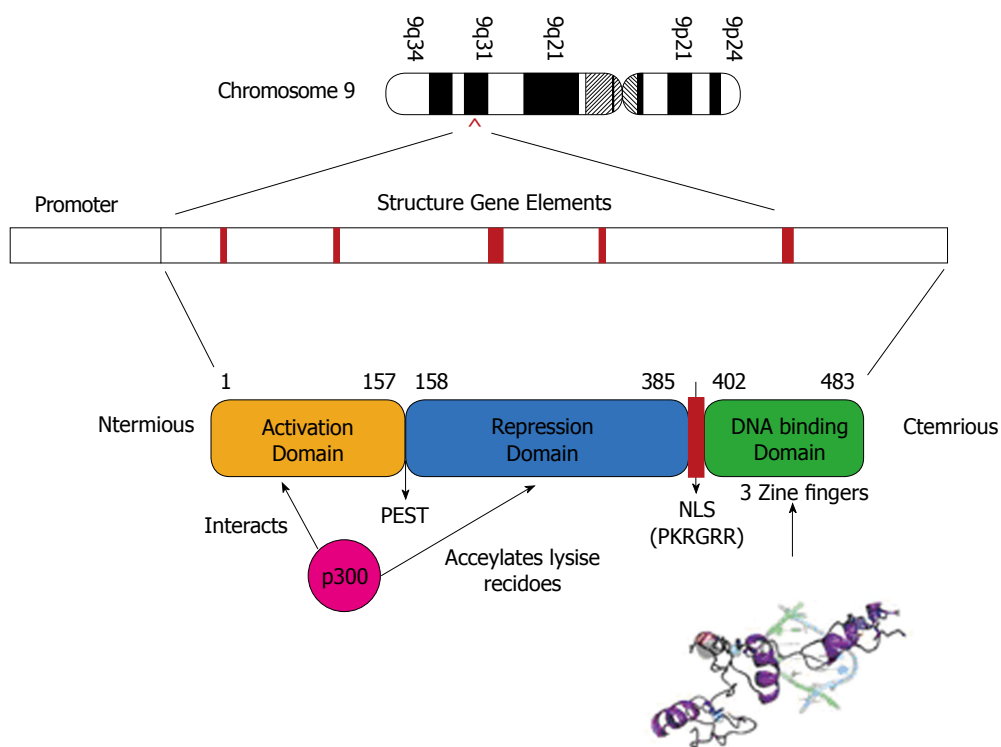 9q34
9q31
9q21
9p21
9p24
Chromosome 9
Promoter
Structure Gene Elements
1
157
158
385
402
483
Ntermious
Activation
Domain
Repression
Domain
DNA binding
Domain
Ctemrious
3 Zine fingers
PEST
NLS
(PKRGRR)
Interacts
p300
Acceylates lysise
recidoes